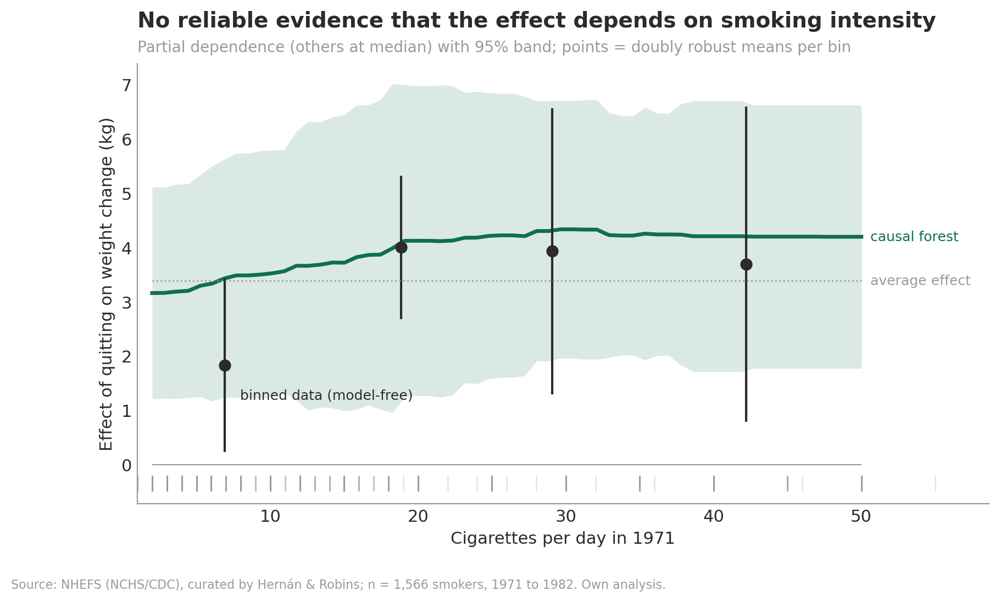 No reliable evidence that the effect depends on smoking intensity
Partial dependence (others at median) with 95% band; points = doubly robust means per bin
Effect of quitting on weight change (kg)
7
6
5
4
3
2
1
0
causal forest
average effect
binned data (model-free)
10 20 30 40 50
Cigarettes per day in 1971
Source: NHEFS (NCHS/CDC), curated by Hernán & Robins; n = 1,566 smokers, 1971 to 1982. Own analysis.